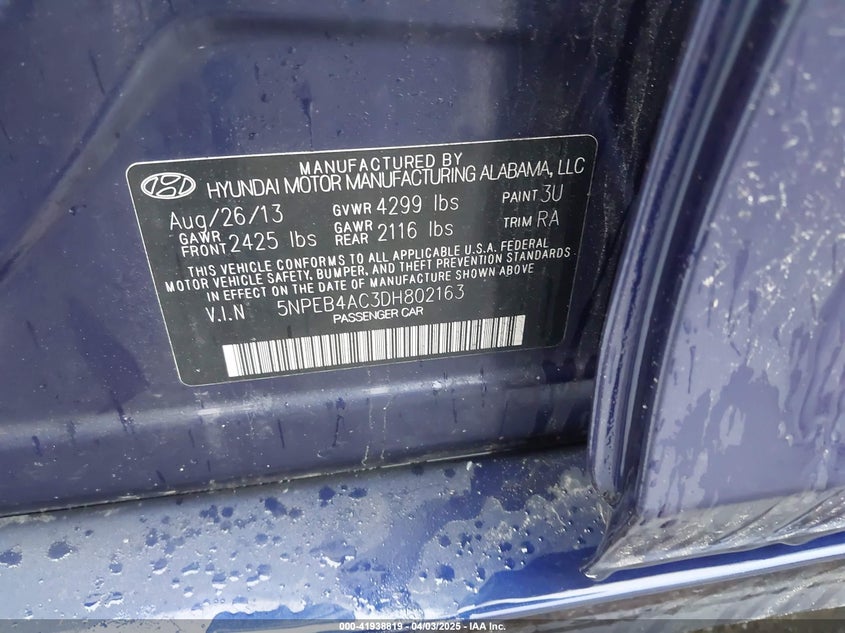 MANUFACTURED BY
HYUNDAI MOTOR MANUFACTURING ALABAMA, LLC
Aug/26/13 GVWR 4299 lbs PAINT 3U
GAWR FRONT 2425 lbs GAWR REAR 2116 lbs TRIM RA
THIS VEHICLE CONFORMS TO ALL APPLICABLE U.S.A. FEDERAL
MOTOR VEHICLE SAFETY, BUMPER, AND THEFT PREVENTION STANDARDS
IN EFFECT ON THE DATE OF MANUFACTURE SHOWN ABOVE
V.I.N 5NPEB4AC3DH802163
PASSENGER CAR
000-41938819 - 04/03/2025 - IAA Inc.